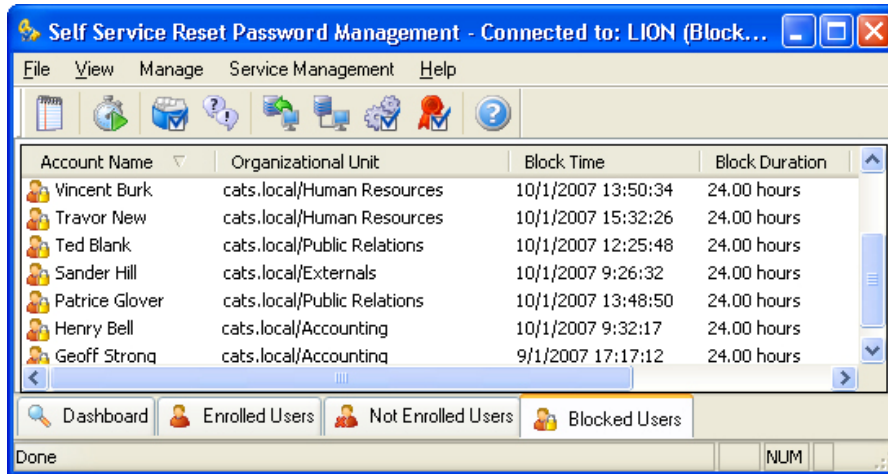 Self Service Reset Password Management - Connected to: LION (Block...
File View Manage Service Management Help
Account Name Organizational Unit Block Time Block Duration
Vincent Burk cats.local/Human Resources 10/1/2007 13:50:34 24.00 hours
Travor New cats.local/Human Resources 10/1/2007 15:32:26 24.00 hours
Ted Blank cats.local/Public Relations 10/1/2007 12:25:48 24.00 hours
Sander Hill cats.local/Externals 10/1/2007 9:26:32 24.00 hours
Patrice Glover cats.local/Public Relations 10/1/2007 13:48:50 24.00 hours
Henry Bell cats.local/Accounting 10/1/2007 9:32:17 24.00 hours
Geoff Strong cats.local/Accounting 9/1/2007 17:17:12 24.00 hours
Dashboard Enrolled Users Not Enrolled Users Blocked Users
Done NUM